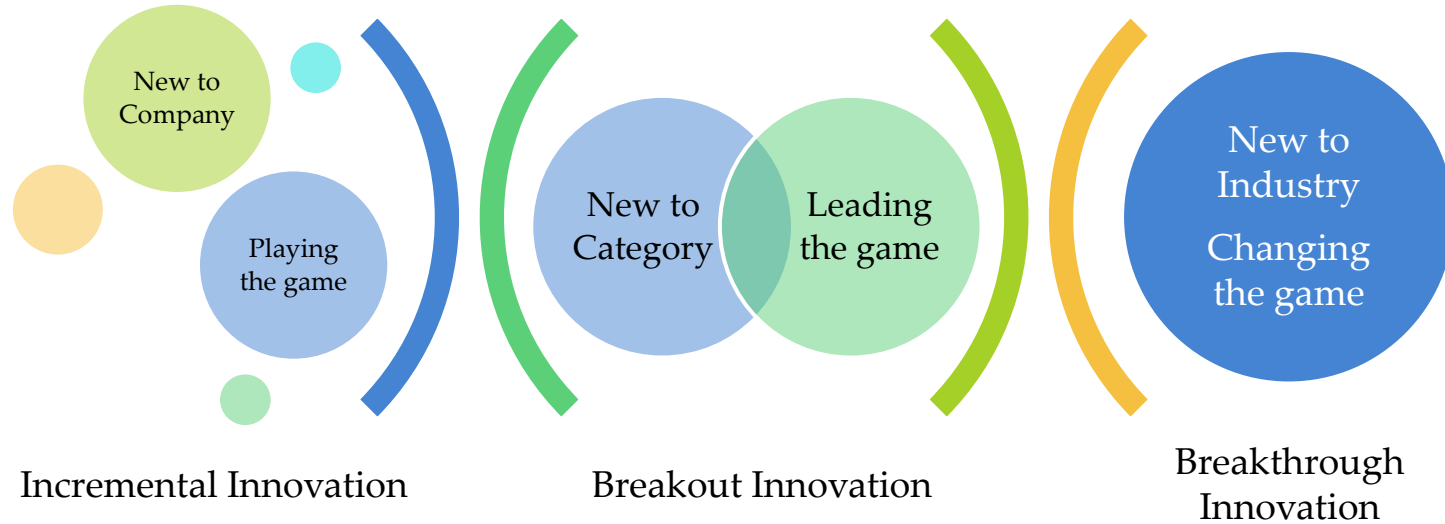 New to
Company
Playing
the game
Incremental Innovation
New to
Category
Leading
the game
Breakout Innovation
New to
Industry
Changing
the game
Breakthrough
Innovation